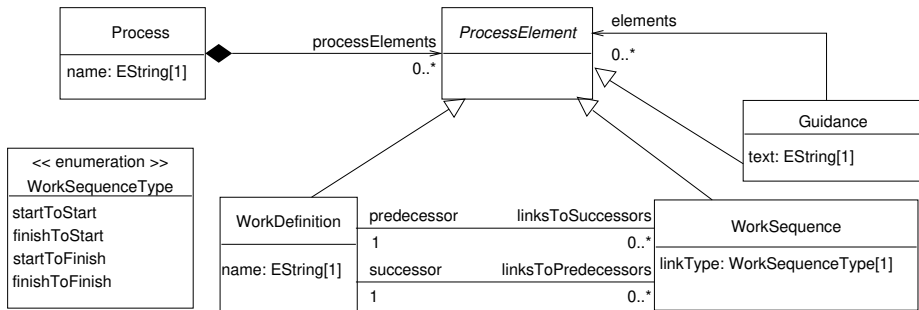 Process
name: EString[1]
processElements
0..*
ProcessElement
elements
0..*
Guidance
text: EString[1]
<< enumeration >>
WorkSequenceType
startToStart
finishToStart
startToFinish
finishToFinish
WorkDefinition
name: EString[1]
predecessor
linksToSuccessors
1
0..*
successor
linksToPredecessors
1
0..*
WorkSequence
linkType: WorkSequenceType[1]